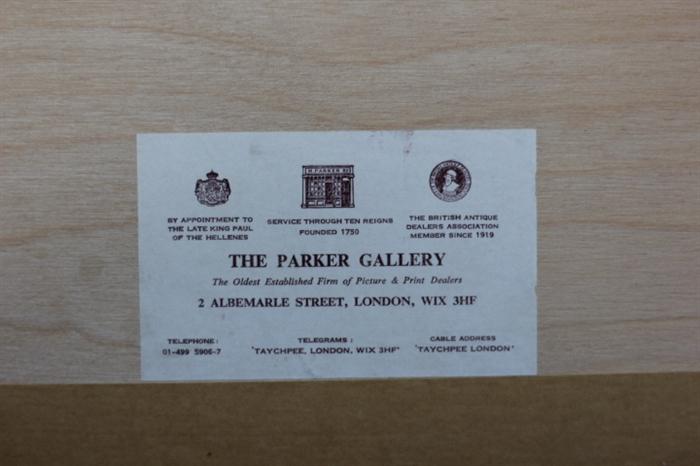 H. PARKER
BY APPOINTMENT TO
THE LATE KING PAUL
OF THE HELLENES
SERVICE THROUGH TEN REIGNS
FOUNDED 1750
THE BRITISH ANTIQUE
DEALERS ASSOCIATION
MEMBER SINCE 1919
THE PARKER GALLERY
The Oldest Established Firm of Picture & Print Dealers
2 ALBEMARLE STREET, LONDON, WIX 3HF
TELEPHONE:
01-499 5906-7
TELEGRAMS:
'TAYCHPEE, LONDON, WIX 3HF'
CABLE ADDRESS
'TAYCHPEE LONDON'